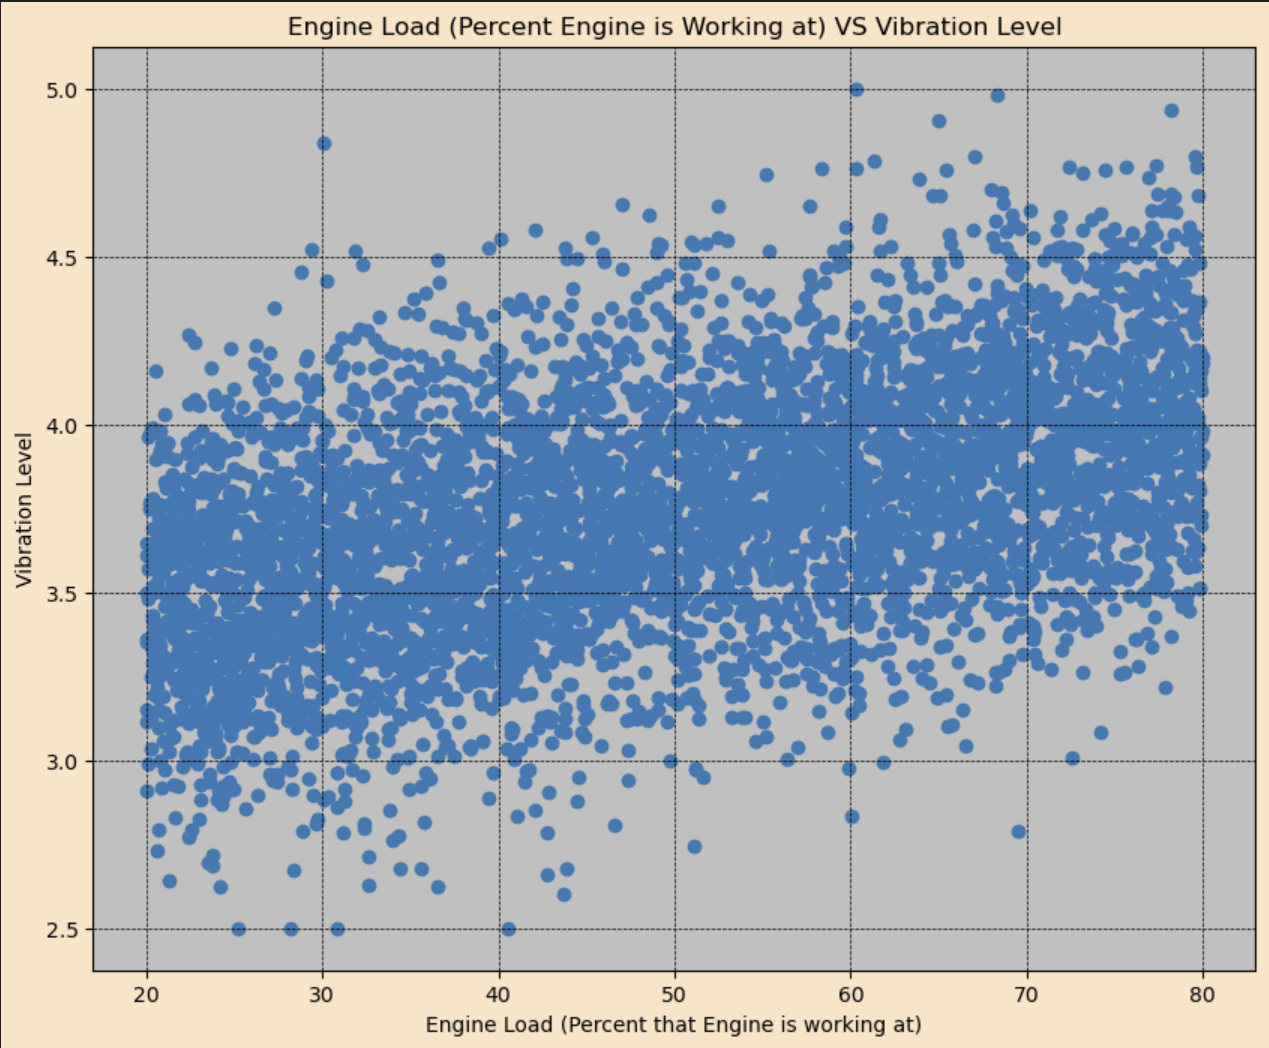 Engine Load (Percent Engine is Working at) VS Vibration Level
5.0
4.5
4.0
3.5
3.0
2.5
Vibration Level
20 30 40 50 60 70 80
Engine Load (Percent that Engine is working at)